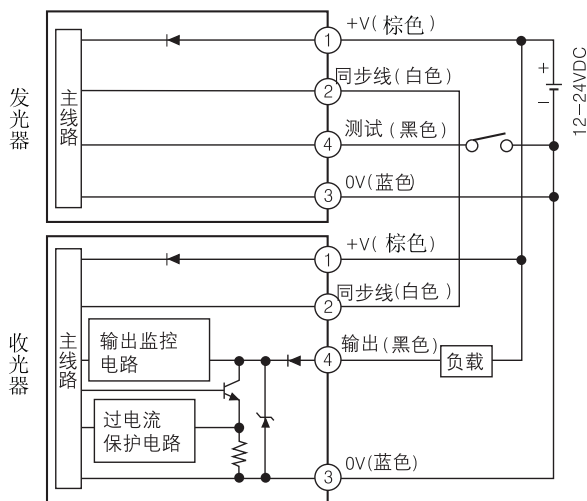 发光器
主线路
① +V(棕色)
② 同步线(白色)
④ 测试(黑色)
③ 0V(蓝色)
+
−
12−24VDC
收光器
主线路
① +V(棕色)
② 同步线(白色)
输出监控
电路
④ 输出(黑色)
负载
过电流
保护电路
③ 0V(蓝色)